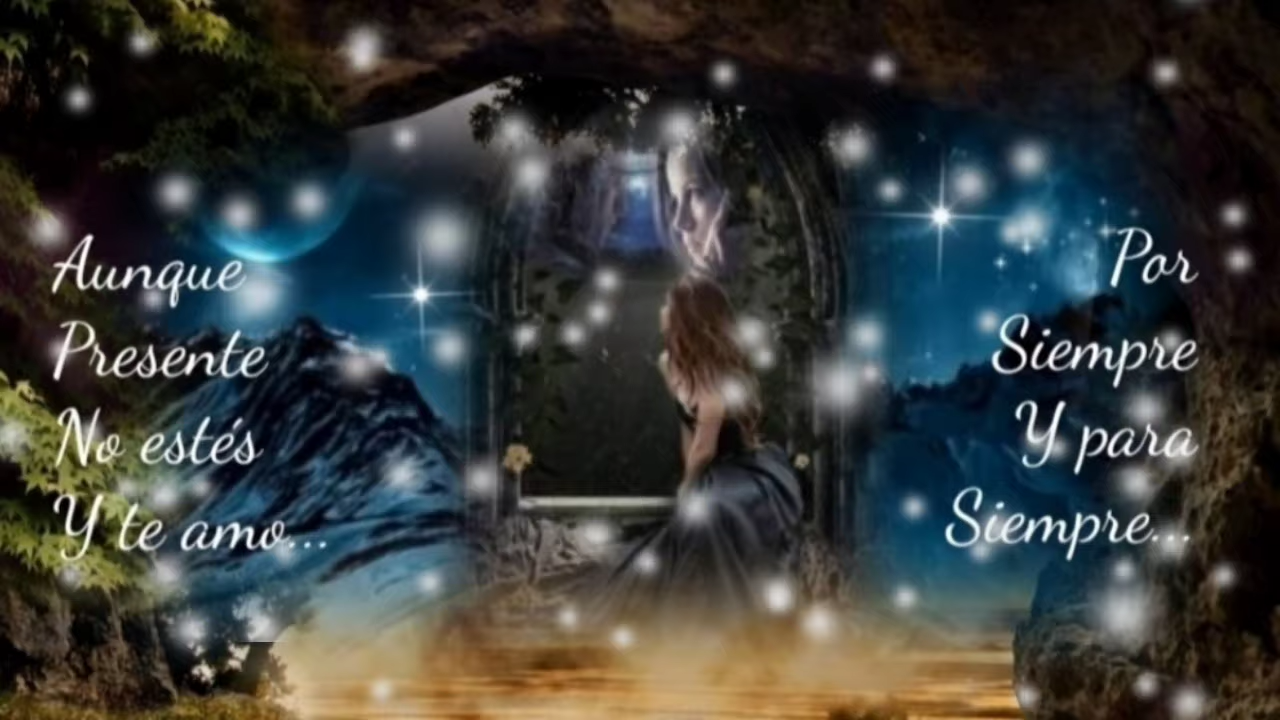 Aunque
Presente
No estés
Y te amo...
Por
Siempre
Y para
Siempre...